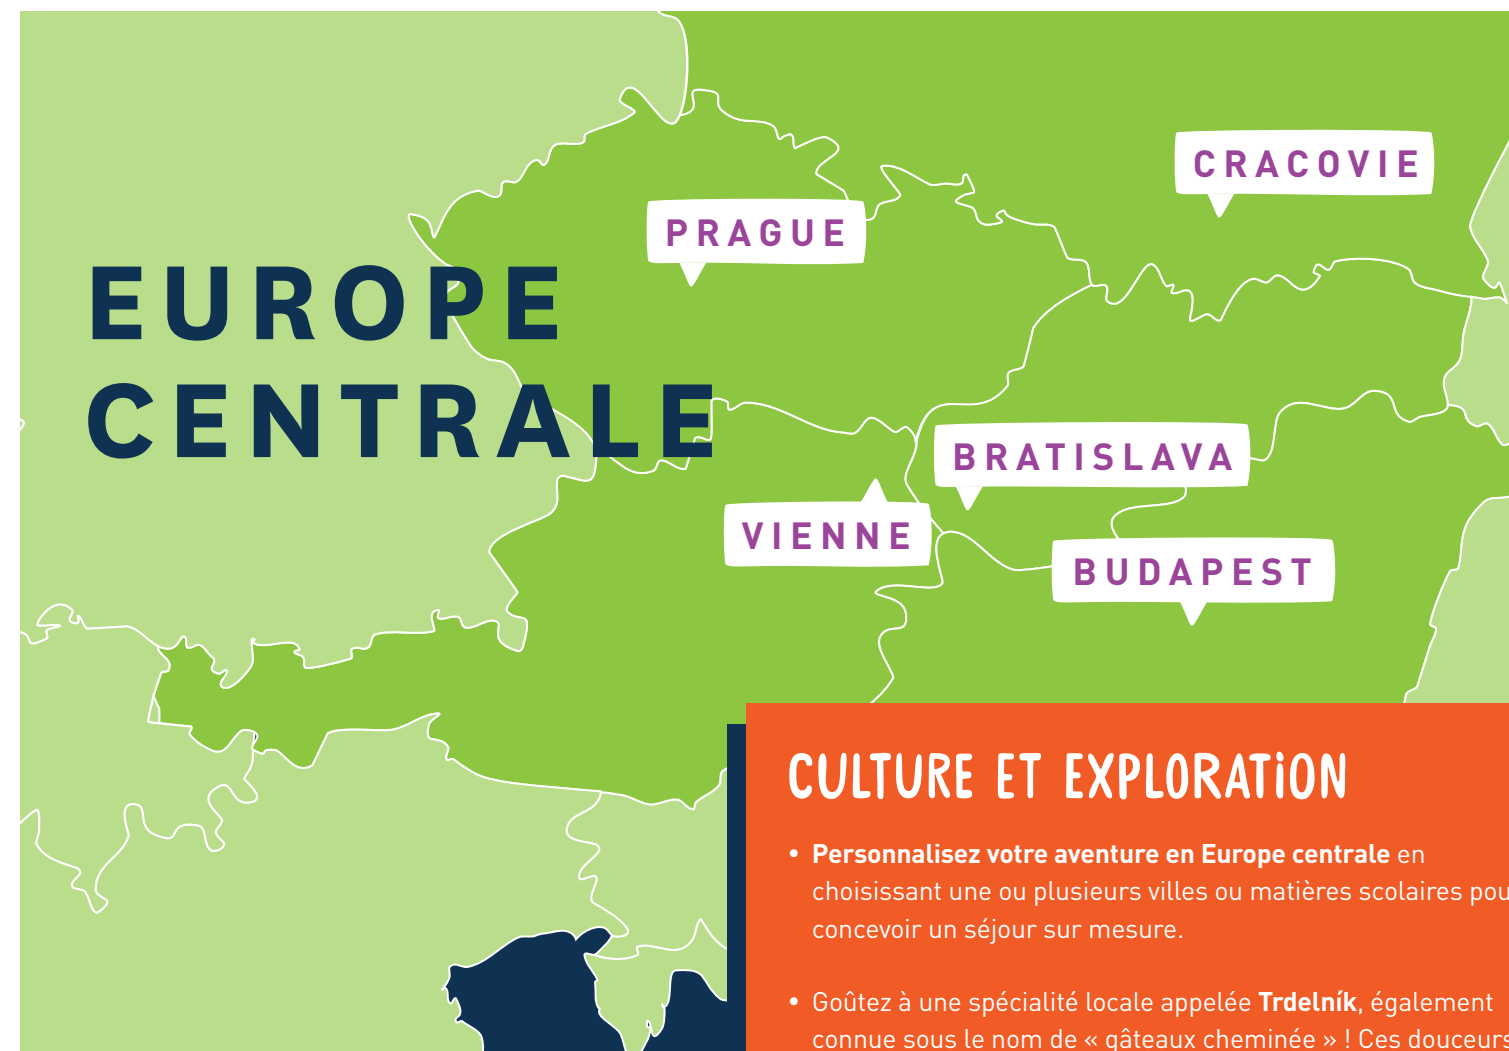 CRACOVIE
PRAGUE
EUROPE
CENTRALE
BRATISLAVA
VIENNE
BUDAPEST
CULTURE ET EXPLORATiON
• Personnalisez votre aventure en Europe centrale en
choisissant une ou plusieurs villes ou matières scolaires pou
concevoir un séjour sur mesure.
• Goûtez à une spécialité locale appelée Trdelník, également
connue sous le nom de « gâteaux cheminée » ! Ces douceurs